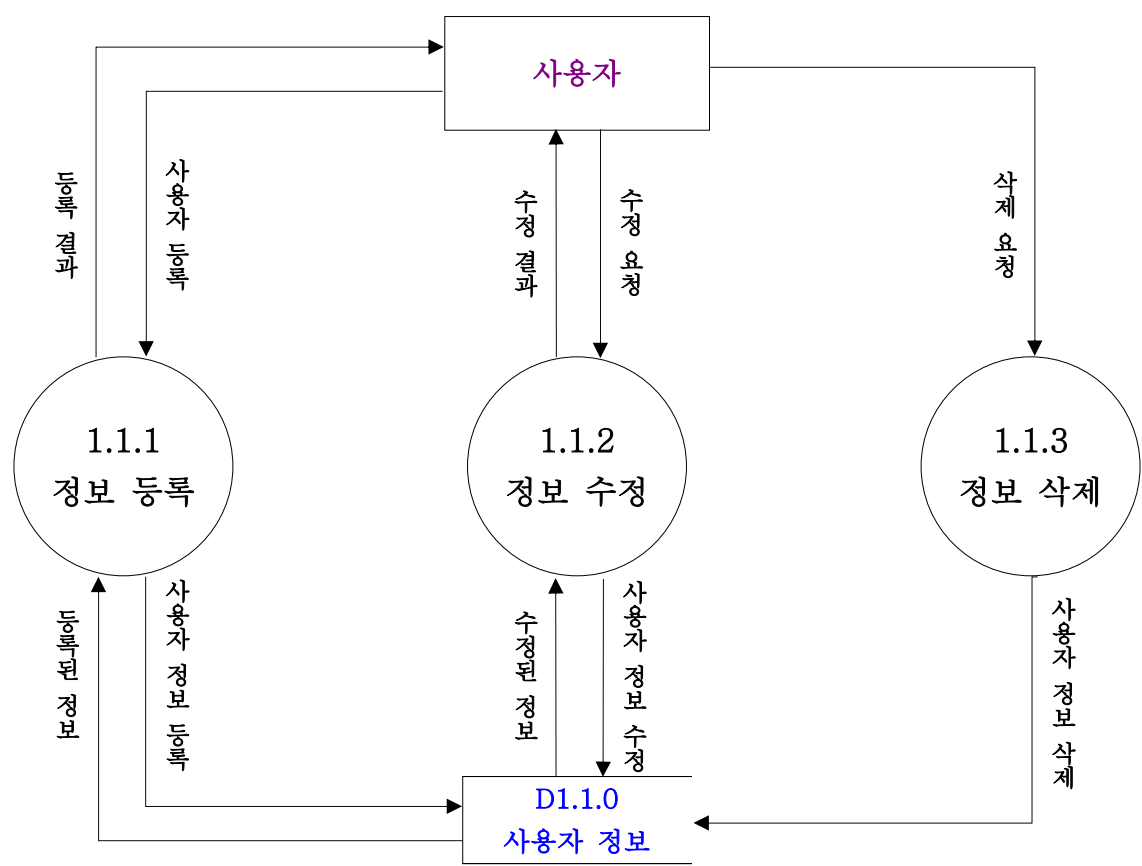 사용자
등록 결과
사용자 등록
수정 결과
수정 요청
삭제 요청
1.1.1
정보 등록
1.1.2
정보 수정
1.1.3
정보 삭제
등록된 정보
사용자 정보 등록
수정된 정보
사용자 정보 수정
사용자 정보 삭제
D1.1.0
사용자 정보